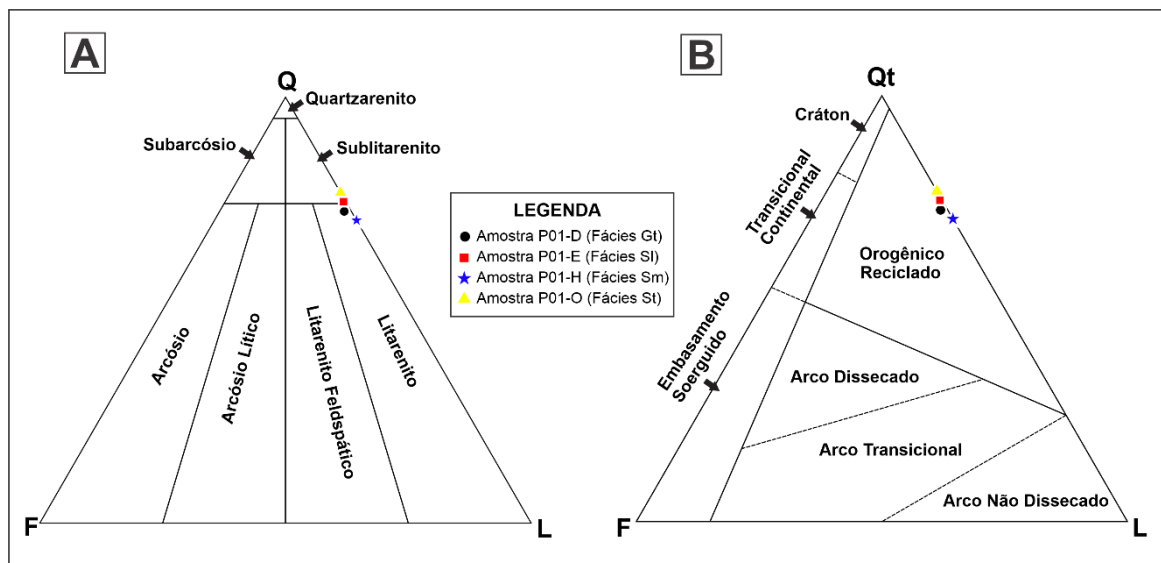 A
Q
Quartzarenito
Subarcósio
Sublitarenito
Arcósio
Arcósio Lítico
Litarenito Feldspático
Litarenito
F
L
LEGENDA
Amostra P01-D (Fácies Gt)
Amostra P01-E (Fácies Sl)
Amostra P01-H (Fácies Sm)
Amostra P01-O (Fácies St)
B
Qt
Cráton
Transicional
Continental
Embasamento
Soerguido
Orogênico
Reciclado
Arco Dissecado
Arco Transicional
Arco Não Dissecado
F
L